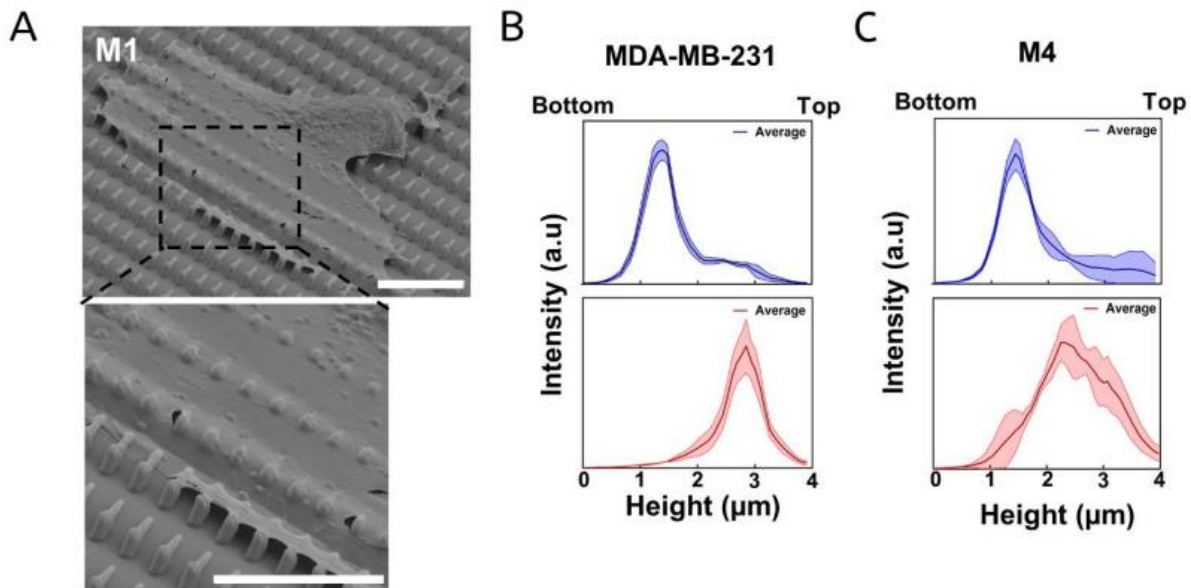 A
M1
B
MDA-MB-231
Bottom Top
Average
Average
Intensity (a.u)
0 1 2 3 4
Height (µm)
C
M4
Bottom Top
Average
Average
Intensity (a.u)
0 1 2 3 4
Height (µm)